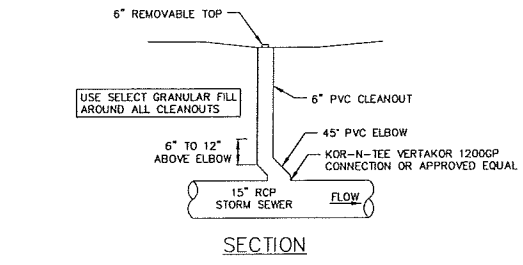 6" REMOVABLE TOP
USE SELECT GRANULAR FILL
AROUND ALL CLEANOUTS
6" PVC CLEANOUT
6" TO 12"
ABOVE ELBOW
45° PVC ELBOW
KOR-N-TEE VERTAKOR 1200GP
CONNECTION OR APPROVED EQUAL
15" RCP
STORM SEWER
FLOW
SECTION